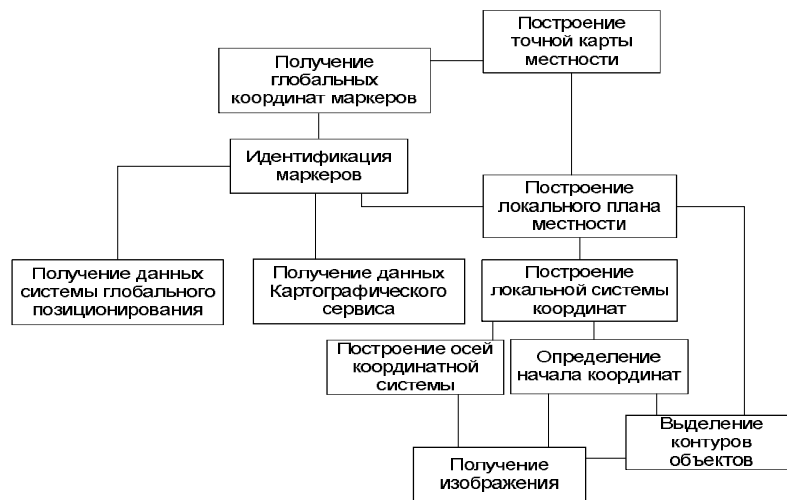 Построение
точной карты
местности
Получение
глобальных
координат маркеров
Идентификация
маркеров
Построение
локального плана
местности
Получение данных
системы глобального
позиционирования
Получение данных
Картографического
сервиса
Построение
локальной системы
координат
Построение осей
координатной
системы
Определение
начала координат
Выделение
контуров
объектов
Получение
изображения